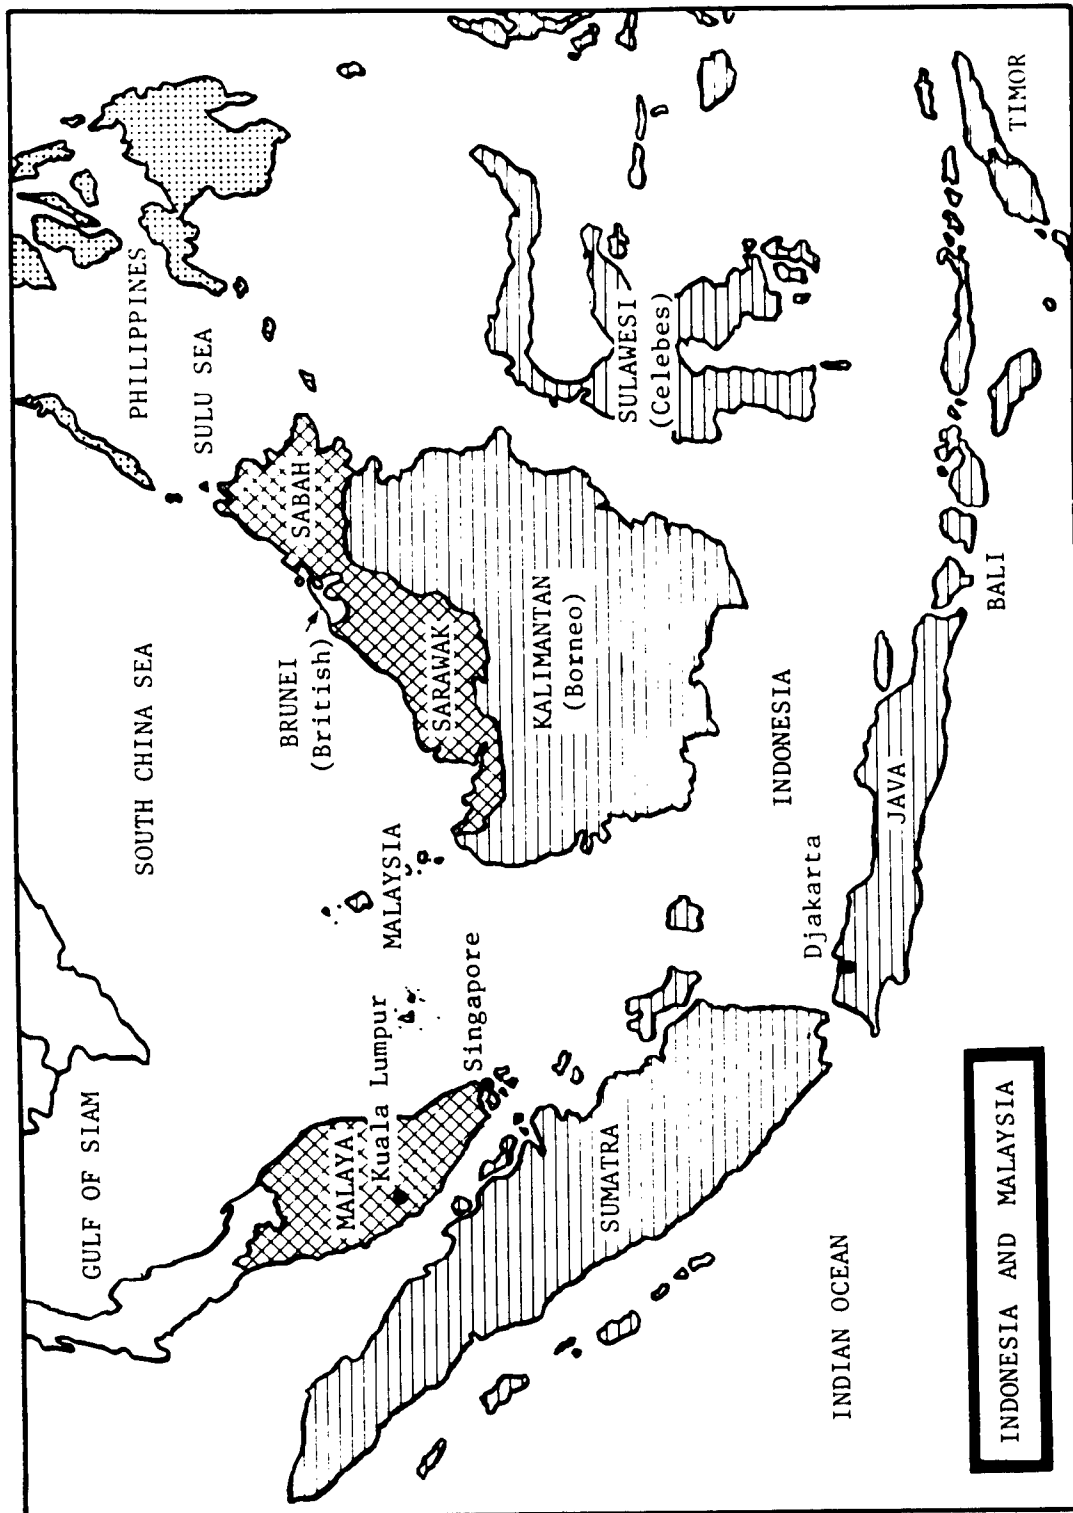 PHILIPPINES
SULU SEA
SOUTH CHINA SEA
GULF OF SIAM
SABAH
BRUNEI
(British)
SARAWAK
MALAYSIA
MALAYA
Kuala Lumpur
Singapore
KALIMANTAN
(Borneo)
SULAWESI
(Celebes)
SUMATRA
INDONESIA
Djakarta
JAVA
BALI
TIMOR
INDIAN OCEAN
INDONESIA AND MALAYSIA